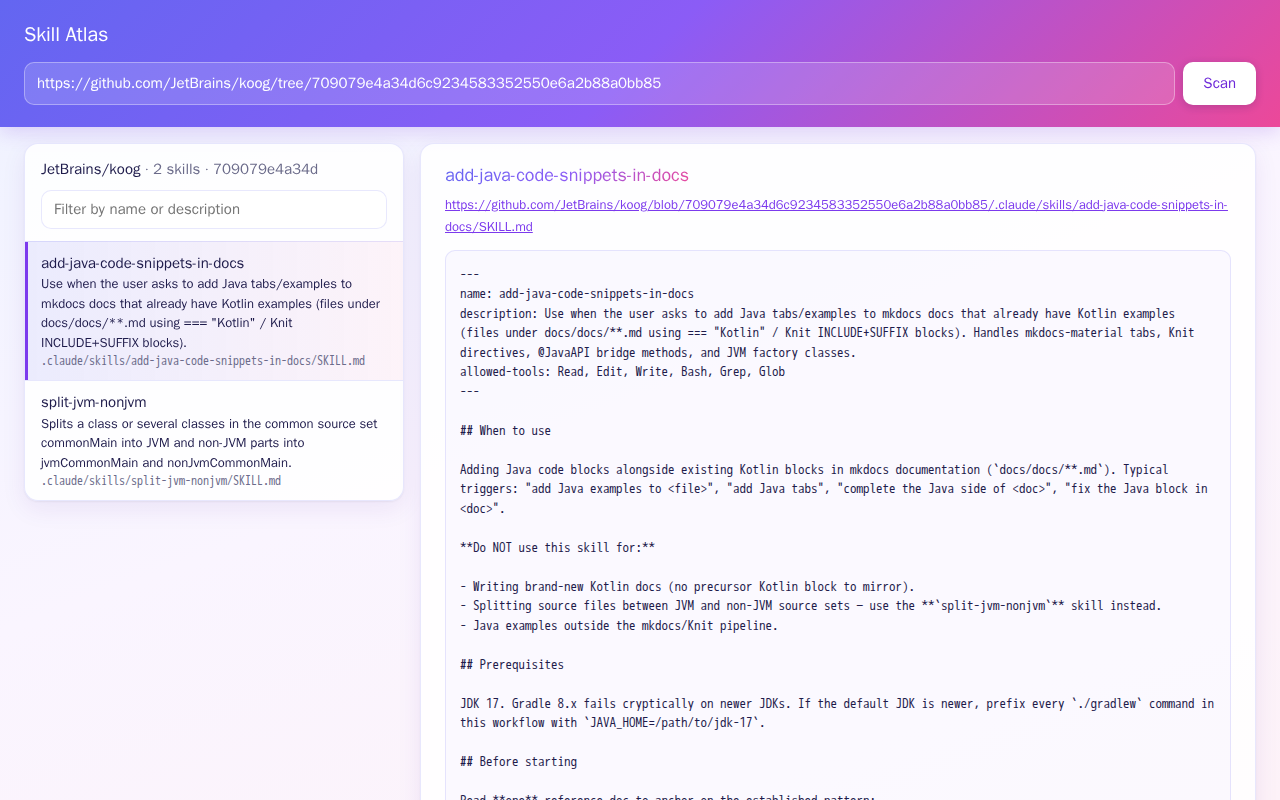 Skill Atlas
https://github.com/JetBrains/koog/tree/709079e4a34d6c9234583352550e6a2b88a0bb85
Scan
JetBrains/koog · 2 skills · 709079e4a34d
Filter by name or description
add-java-code-snippets-in-docs
Use when the user asks to add Java tabs/examples to
mkdocs docs that already have Kotlin examples (files under
docs/docs/**.md using === "Kotlin" / Knit
INCLUDE+SUFFIX blocks).
.claude/skills/add-java-code-snippets-in-docs/SKILL.md
split-jvm-nonjvm
Splits a class or several classes in the common source set
commonMain into JVM and non-JVM parts into
jvmCommonMain and nonJvmCommonMain.
.claude/skills/split-jvm-nonjvm/SKILL.md
add-java-code-snippets-in-docs
https://github.com/JetBrains/koog/blob/709079e4a34d6c9234583352550e6a2b88a0bb85/.claude/skills/add-java-code-snippets-in-
docs/SKILL.md
---
name: add-java-code-snippets-in-docs
description: Use when the user asks to add Java tabs/examples to mkdocs docs that already have Kotlin examples
(files under docs/docs/**.md using === "Kotlin" / Knit INCLUDE+SUFFIX blocks). Handles mkdocs-material tabs, Knit
directives, @JavaAPI bridge methods, and JVM factory classes.
allowed-tools: Read, Edit, Write, Bash, Grep, Glob
---
## When to use
Adding Java code blocks alongside existing Kotlin blocks in mkdocs documentation (`docs/docs/**.md`). Typical
triggers: "add Java examples to <file>", "add Java tabs", "complete the Java side of <doc>", "fix the Java block in
<doc>".
**Do NOT use this skill for:**
- Writing brand-new Kotlin docs (no precursor Kotlin block to mirror).
- Splitting source files between JVM and non-JVM source sets — use the **`split-jvm-nonjvm`** skill instead.
- Java examples outside the mkdocs/Knit pipeline.
## Prerequisites
JDK 17. Gradle 8.x fails cryptically on newer JDKs. If the default JDK is newer, prefix every `./gradlew` command in
this workflow with `JAVA_HOME=/path/to/jdk-17`.
## Before starting
Read **one** reference doc to anchor on the established pattern: